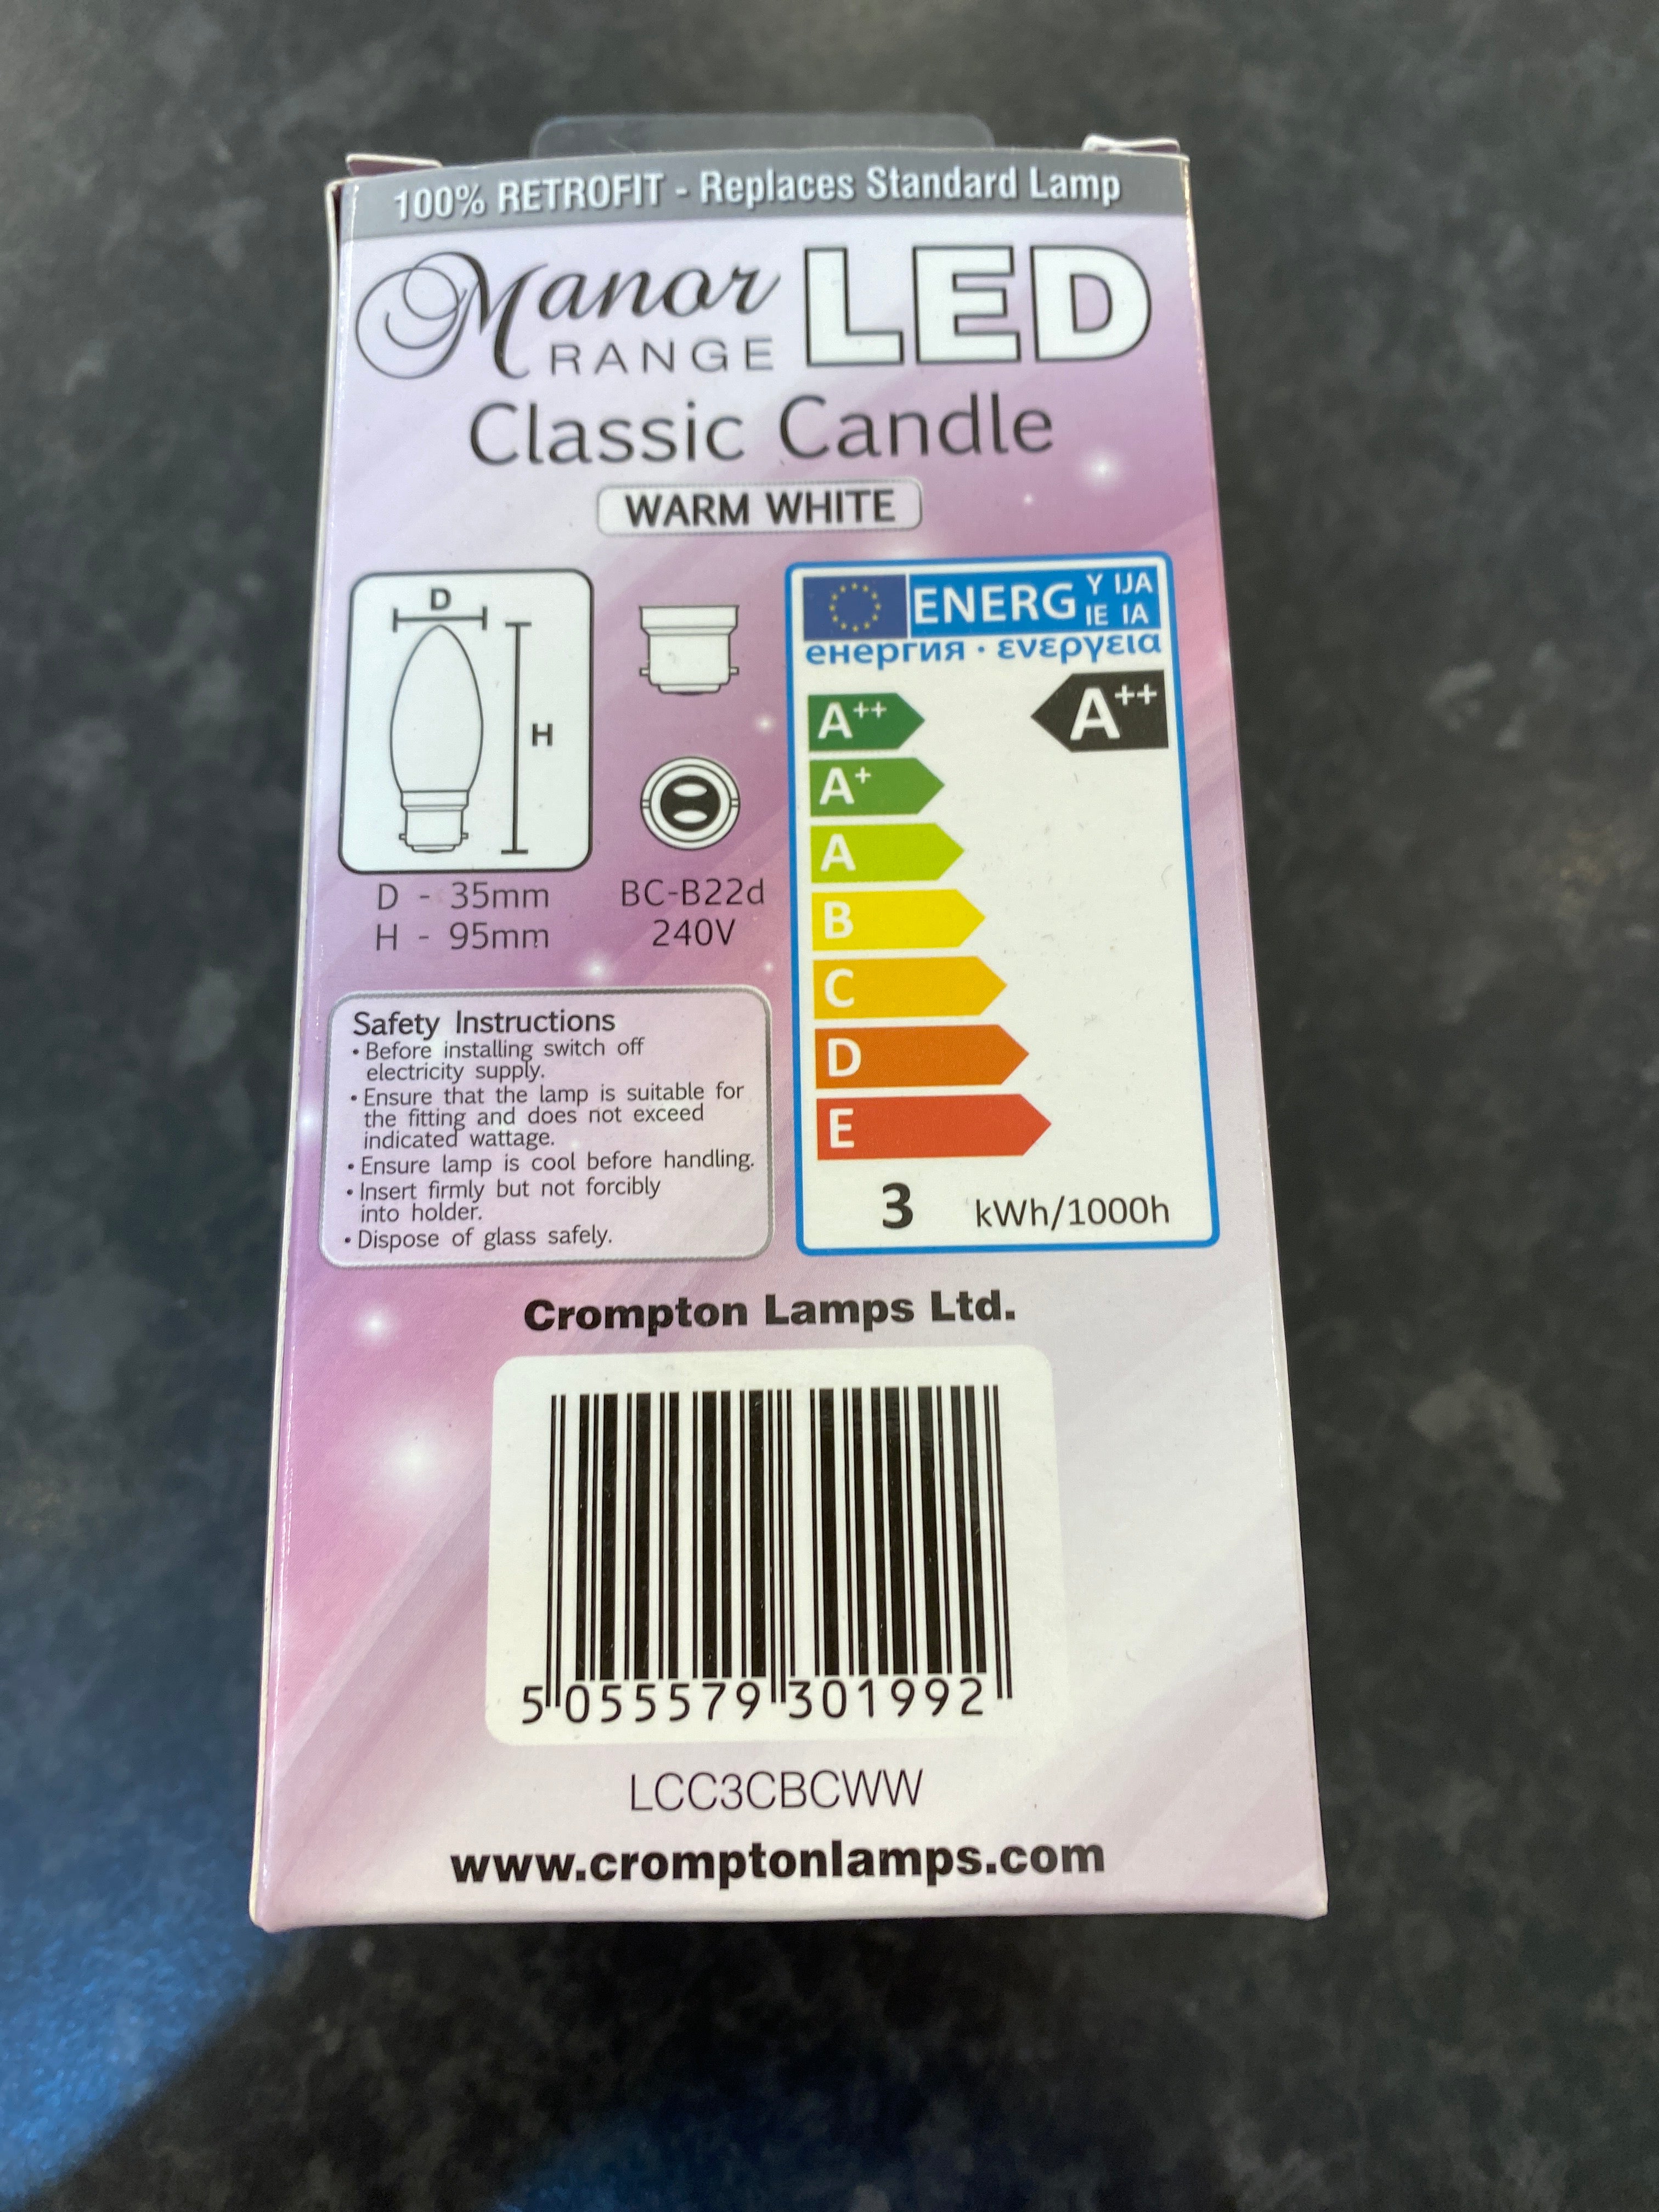 100% RETROFIT - Replaces Standard Lamp
Manor
RANGE
LED
Classic Candle
WARM WHITE
D
H
D - 35mm
H - 95mm
BC-B22d
240V
ENERG
Y IJA
IE IA
енергия · ενεργεια
A++
A++
A+
A
B
C
D
E
3 kWh/1000h
Safety Instructions
• Before installing switch off
electricity supply.
• Ensure that the lamp is suitable for
the fitting and does not exceed
indicated wattage.
• Ensure lamp is cool before handling.
• Insert firmly but not forcibly
into holder.
• Dispose of glass safely.
Crompton Lamps Ltd.
5 055579 301992
LCC3CBCWW
www.cromptonlamps.com